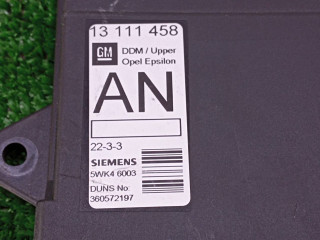 13 111 458
GM
DDM / Upper
Opel Epsilon
AN
22-3-3
SIEMENS
5WK4 6003
DUNS No:
360572197